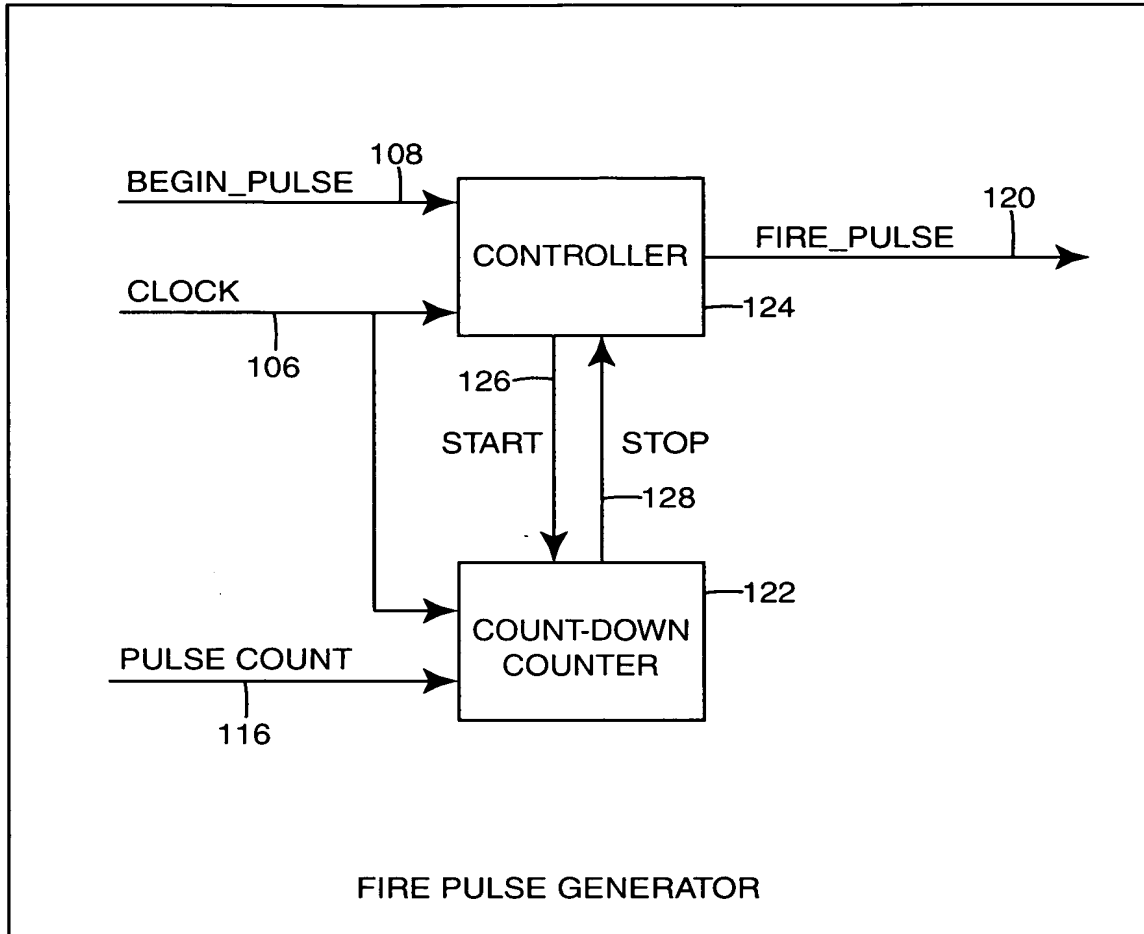 108
BEGIN_PULSE
120
FIRE_PULSE
CONTROLLER
CLOCK
124
106
126
START
STOP
128
122
COUNT-DOWN
COUNTER
PULSE COUNT
116
FIRE PULSE GENERATOR